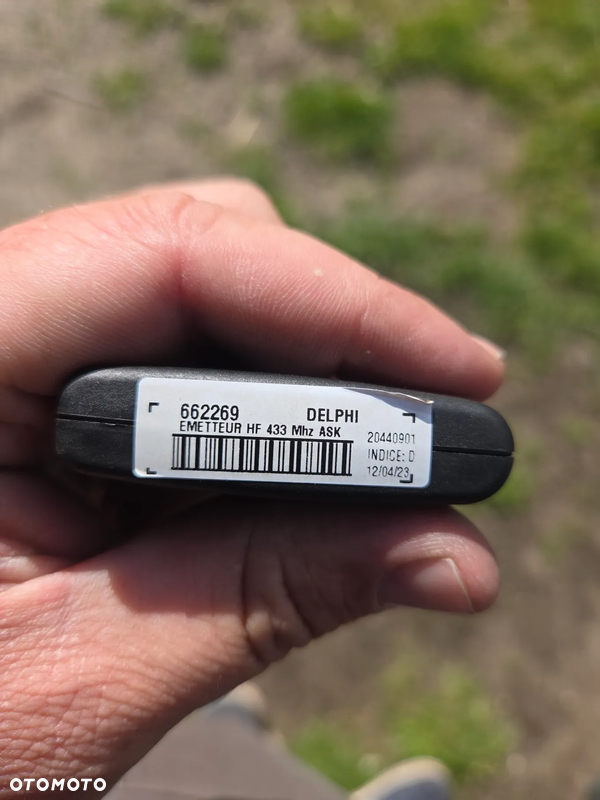 662269 DELPHI
EMETTEUR HF 433 Mhz ASK
20440901
INDICE: D
12/04/23
OTOMOTO